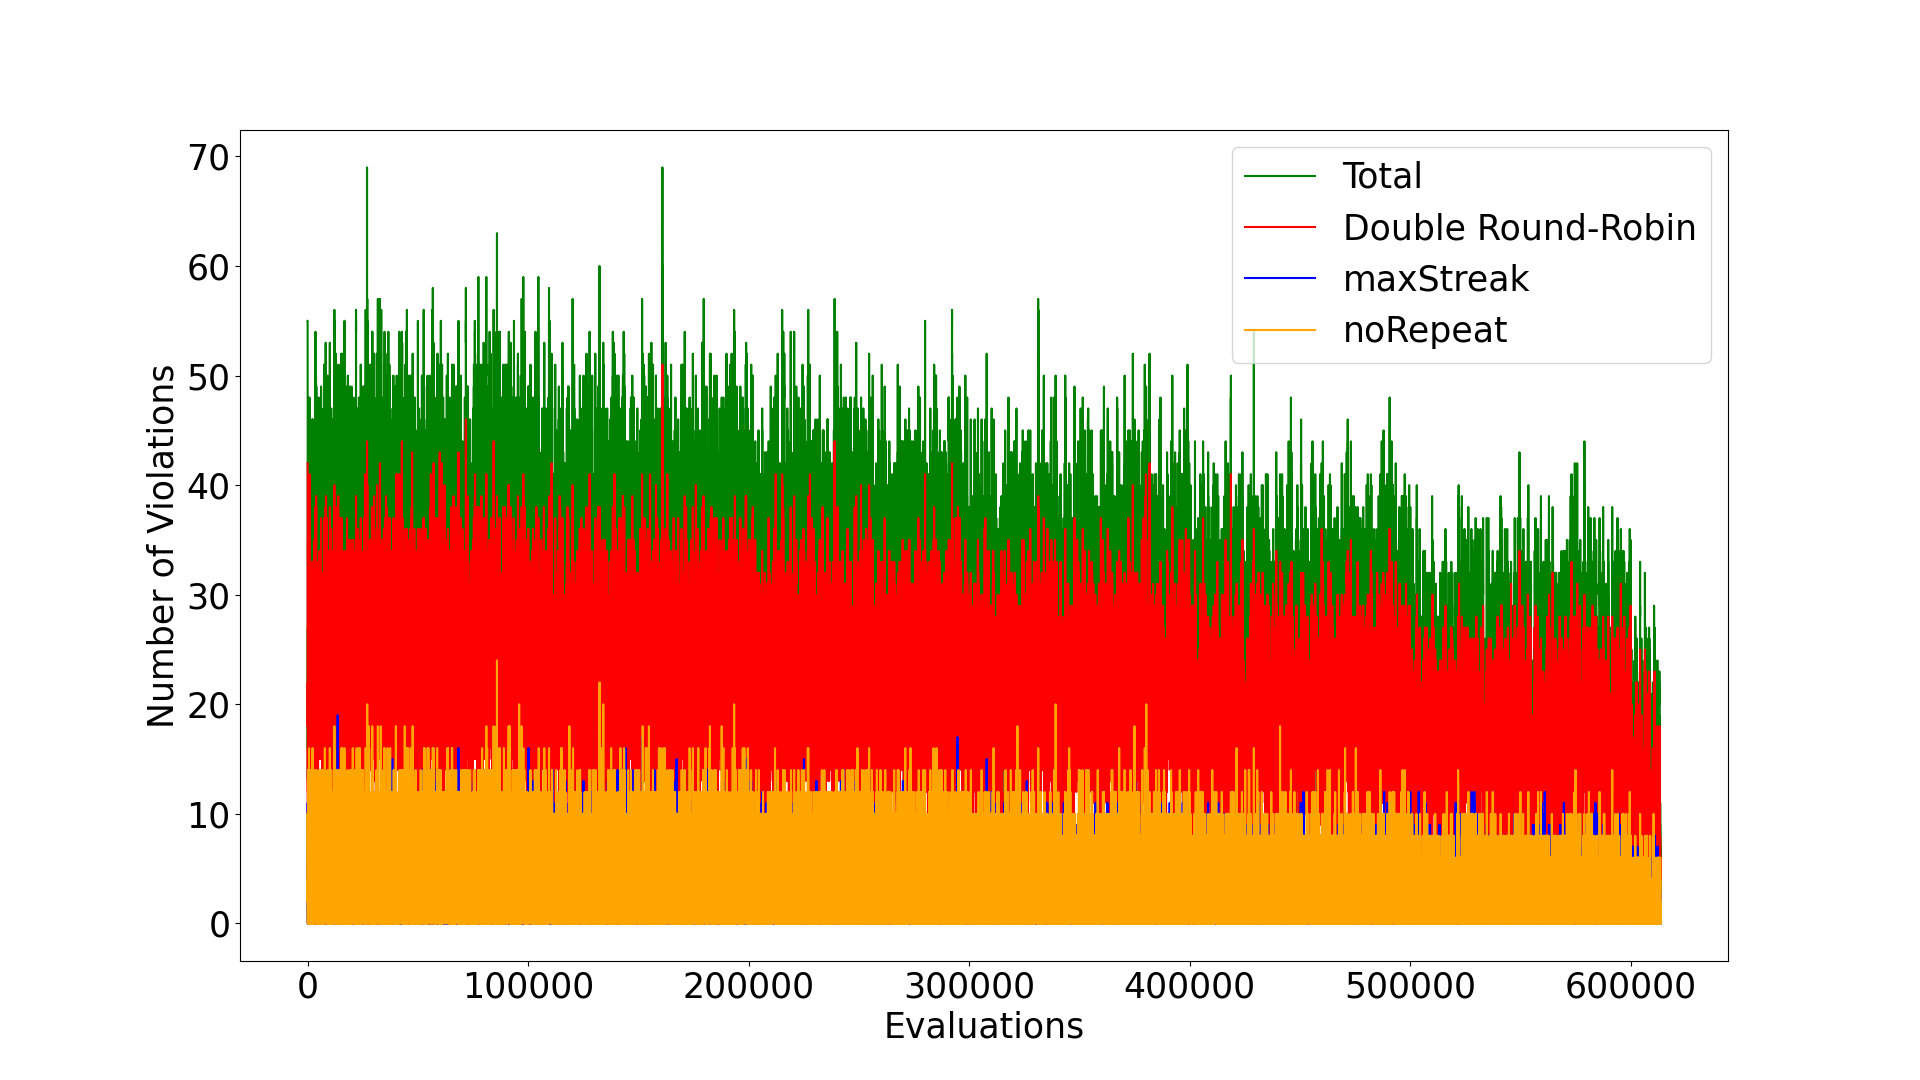 Number of Violations
70
60
50
40
30
20
10
0
Total
Double Round-Robin
maxStreak
noRepeat
0 100000 200000 300000 400000 500000 600000
Evaluations